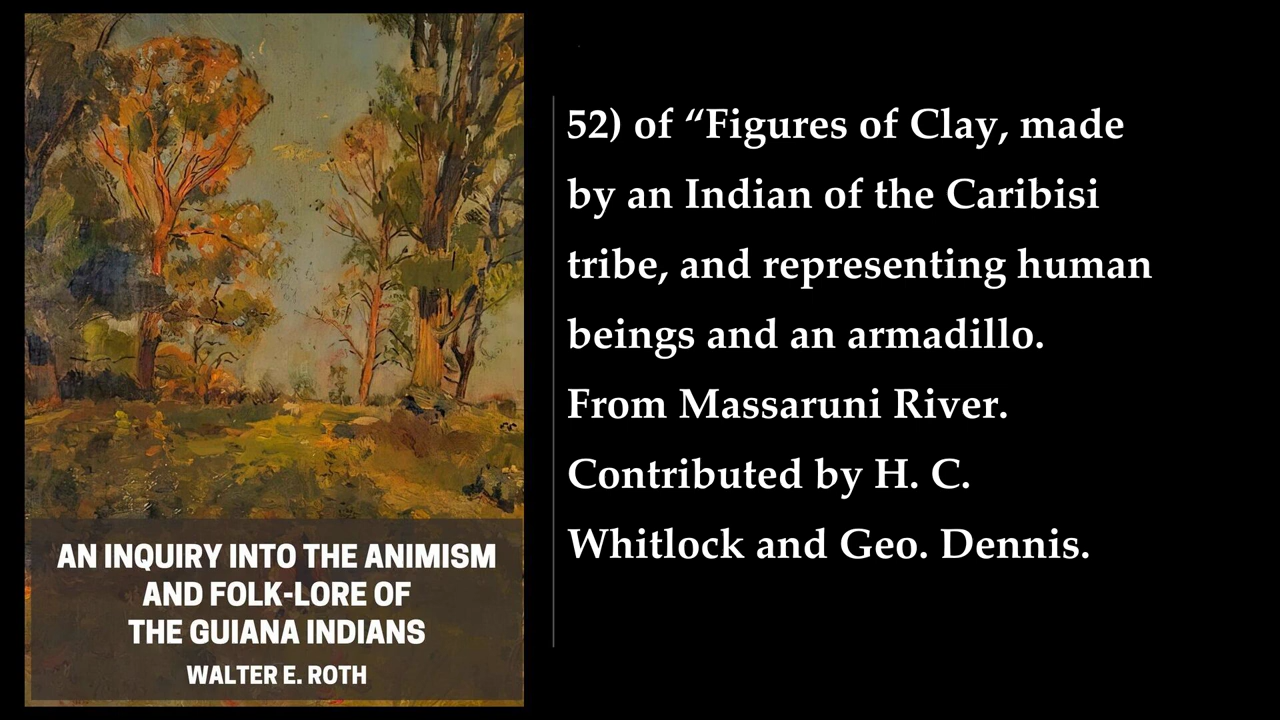 52) of “Figures of Clay, made
by an Indian of the Caribisi
tribe, and representing human
beings and an armadillo.
From Massaruni River.
Contributed by H. C.
Whitlock and Geo. Dennis.
AN INQUIRY INTO THE ANIMISM
AND FOLK-LORE OF
THE GUIANA INDIANS
WALTER E. ROTH